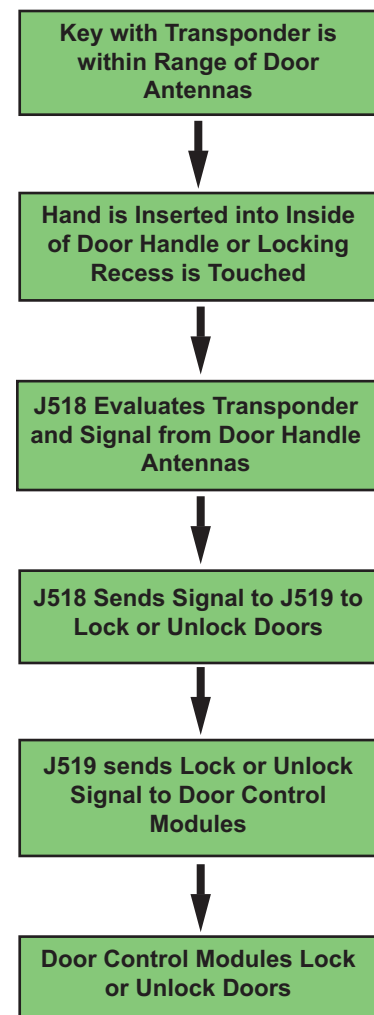 Key with Transponder is
within Range of Door
Antennas
Hand is Inserted into Inside
of Door Handle or Locking
Recess is Touched
J518 Evaluates Transponder
and Signal from Door Handle
Antennas
J518 Sends Signal to J519 to
Lock or Unlock Doors
J519 sends Lock or Unlock
Signal to Door Control
Modules
Door Control Modules Lock
or Unlock Doors